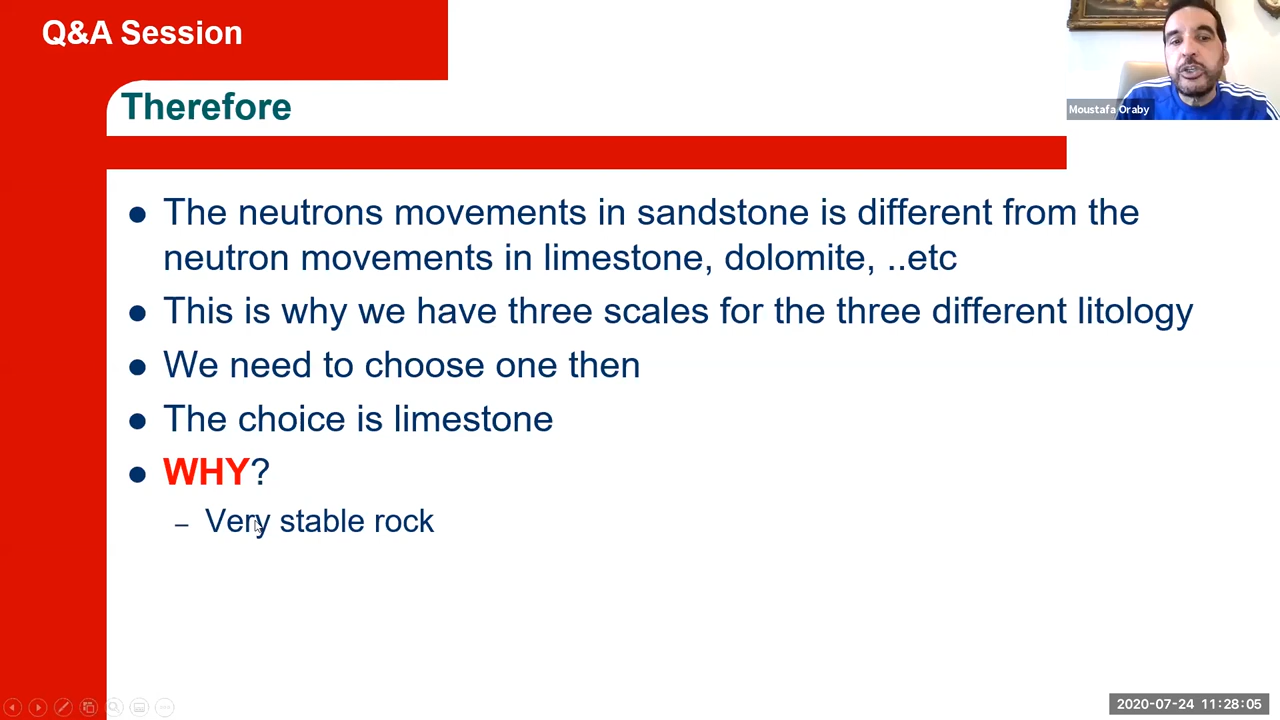 Q&A Session
Therefore
Moustafa Oraby
The neutrons movements in sandstone is different from the
neutron movements in limestone, dolomite, ..etc
This is why we have three scales for the three different litology
We need to choose one then
The choice is limestone
WHY?
– Very stable rock
2020-07-24 11:28:05